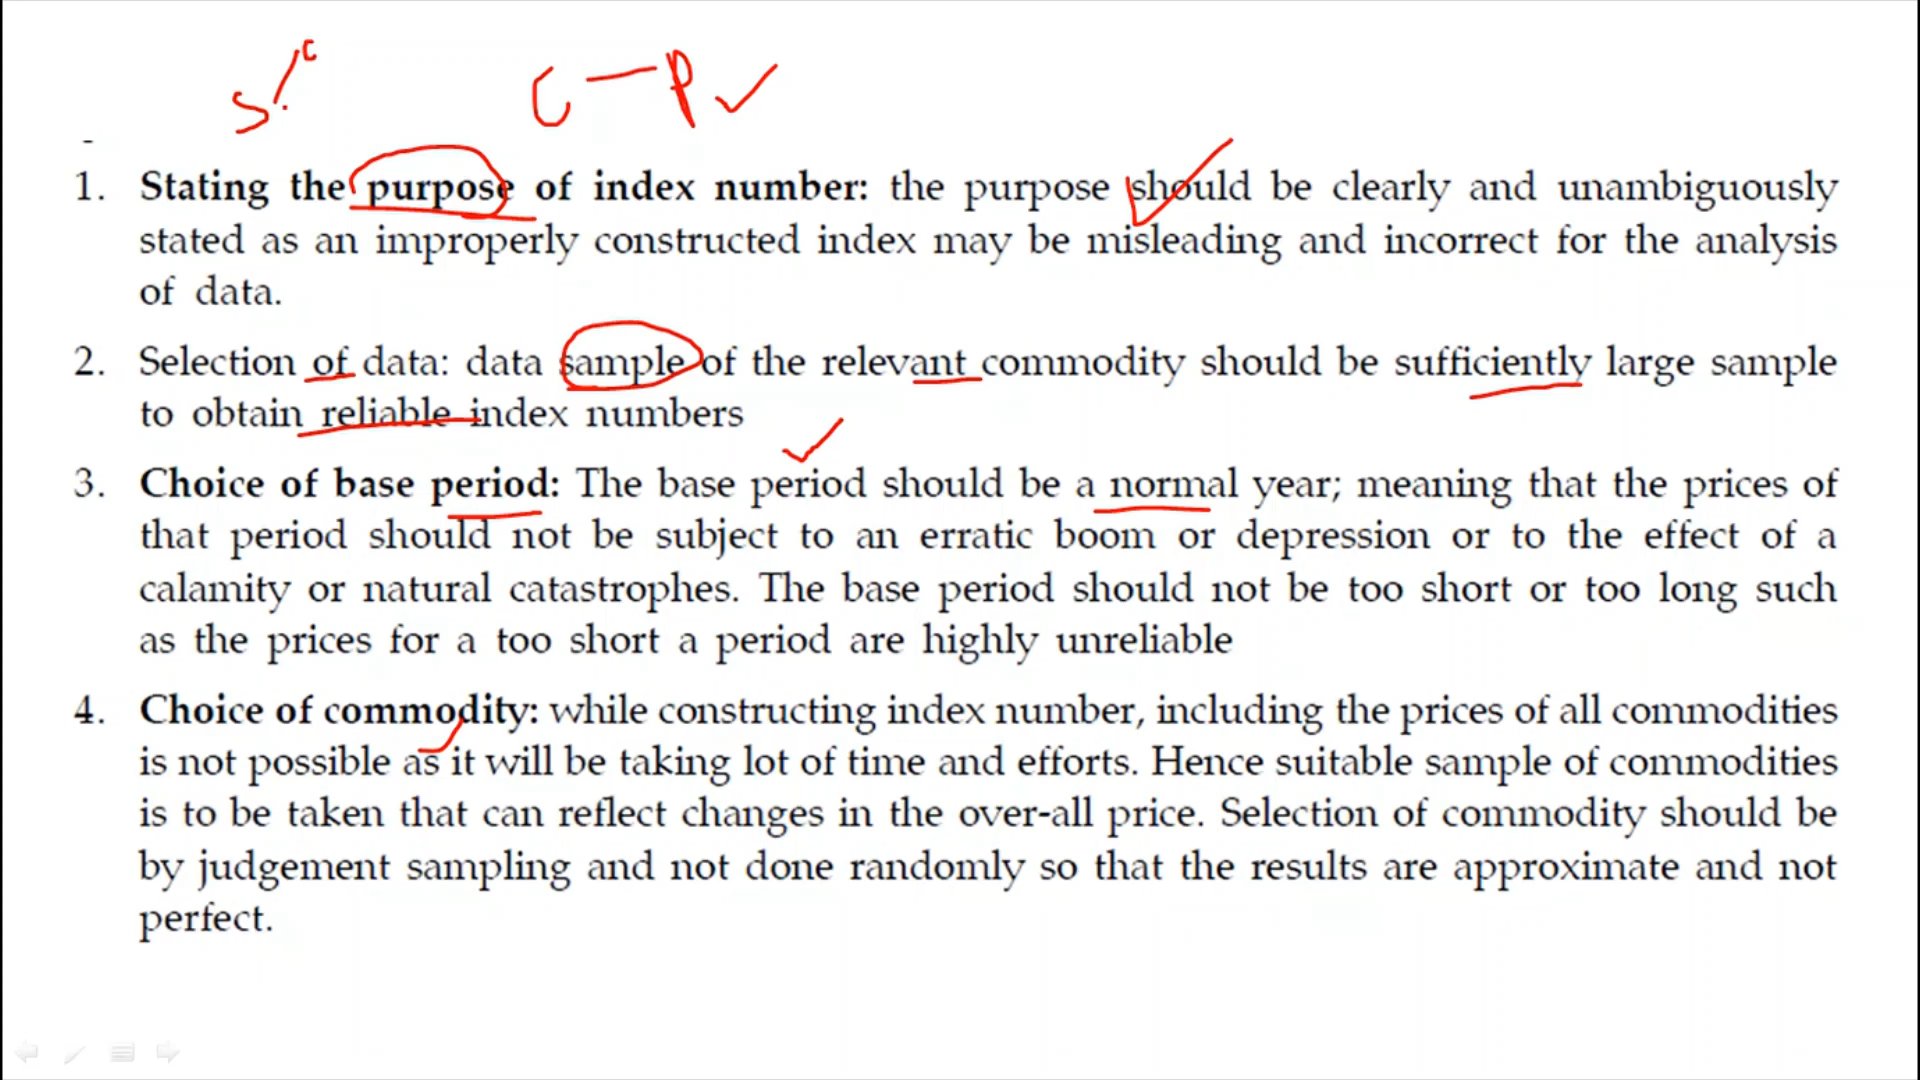 C — P
1. Stating the purpose of index number: the purpose should be clearly and unambiguously
stated as an improperly constructed index may be misleading and incorrect for the analysis
of data.
2. Selection of data: data sample of the relevant commodity should be sufficiently large sample
to obtain reliable index numbers
3. Choice of base period: The base period should be a normal year; meaning that the prices of
that period should not be subject to an erratic boom or depression or to the effect of a
calamity or natural catastrophes. The base period should not be too short or too long such
as the prices for a too short a period are highly unreliable
4. Choice of commodity: while constructing index number, including the prices of all commodities
is not possible as it will be taking lot of time and efforts. Hence suitable sample of commodities
is to be taken that can reflect changes in the over-all price. Selection of commodity should be
by judgement sampling and not done randomly so that the results are approximate and not
perfect.